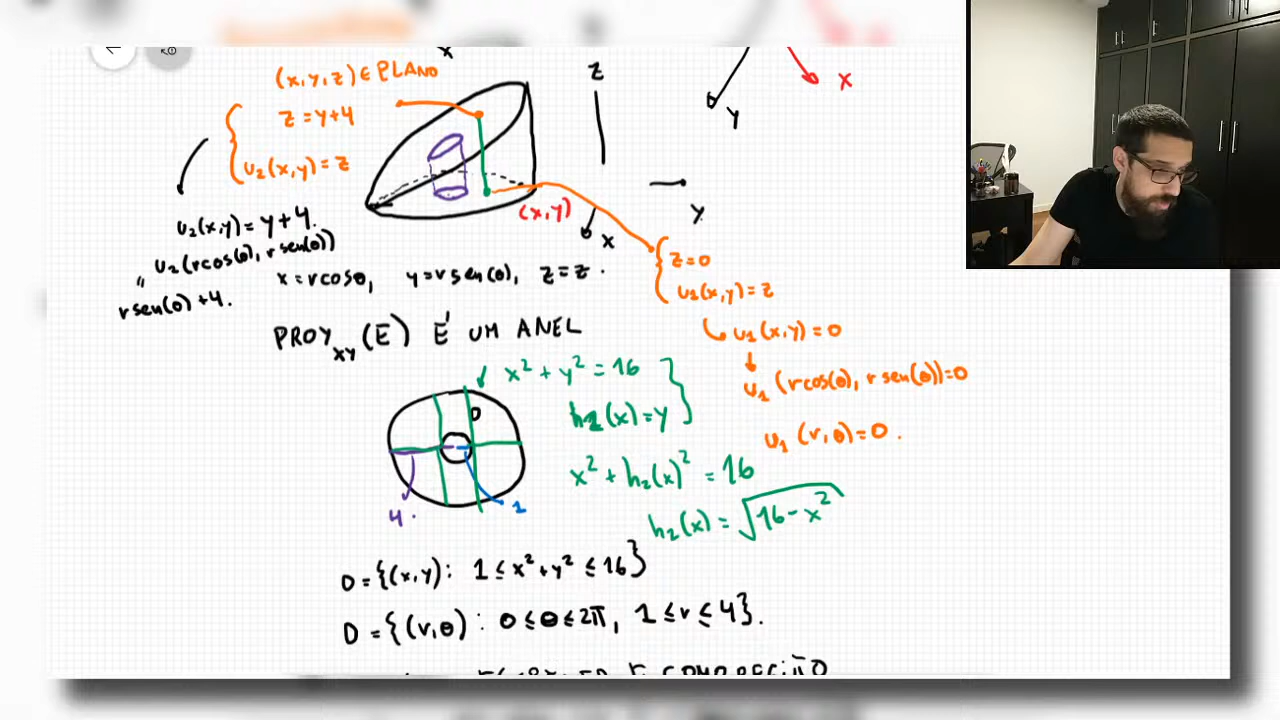 (x,y,z) ∈ PLANO
z = y+4
u₂(x,y) = z
u₂(x,y) = y+4.
u₂(rcos(θ), rsen(θ))
"
rsen(θ)+4.
x = rcosθ, y = rsen(θ), z = z.
z
y
x
(x,y)
y
x
z=0
u₁(x,y) = z
u₁(x,y) = 0
u₁(rcos(θ), rsen(θ))=0
u₁(r,θ)=0.
PROY_XY(E) É UM ANEL
x² + y² = 16
h₂(x) = y
x² + h₂(x)² = 16
h₂(x) = √16-x²
D
4.
1
D = {(x,y): 1 ≤ x²+y² ≤ 16}
D = {(r,θ): 0 ≤ θ ≤ 2π, 1 ≤ r ≤ 4}.